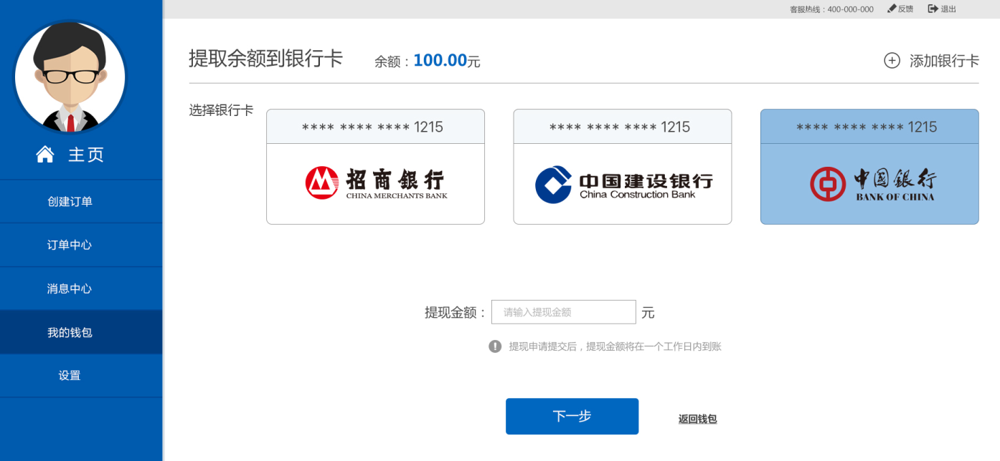 客服热线：400-000-000 反馈 退出
主页
创建订单
订单中心
消息中心
我的钱包
设置
提取余额到银行卡 余额：100.00元 添加银行卡
选择银行卡
**** **** **** 1215
招商银行
CHINA MERCHANTS BANK
**** **** **** 1215
中国建设银行
China Construction Bank
**** **** **** 1215
中國銀行
BANK OF CHINA
提现金额： 请输入提现金额 元
提现申请提交后，提现金额将在一个工作日内到账
下一步 返回钱包